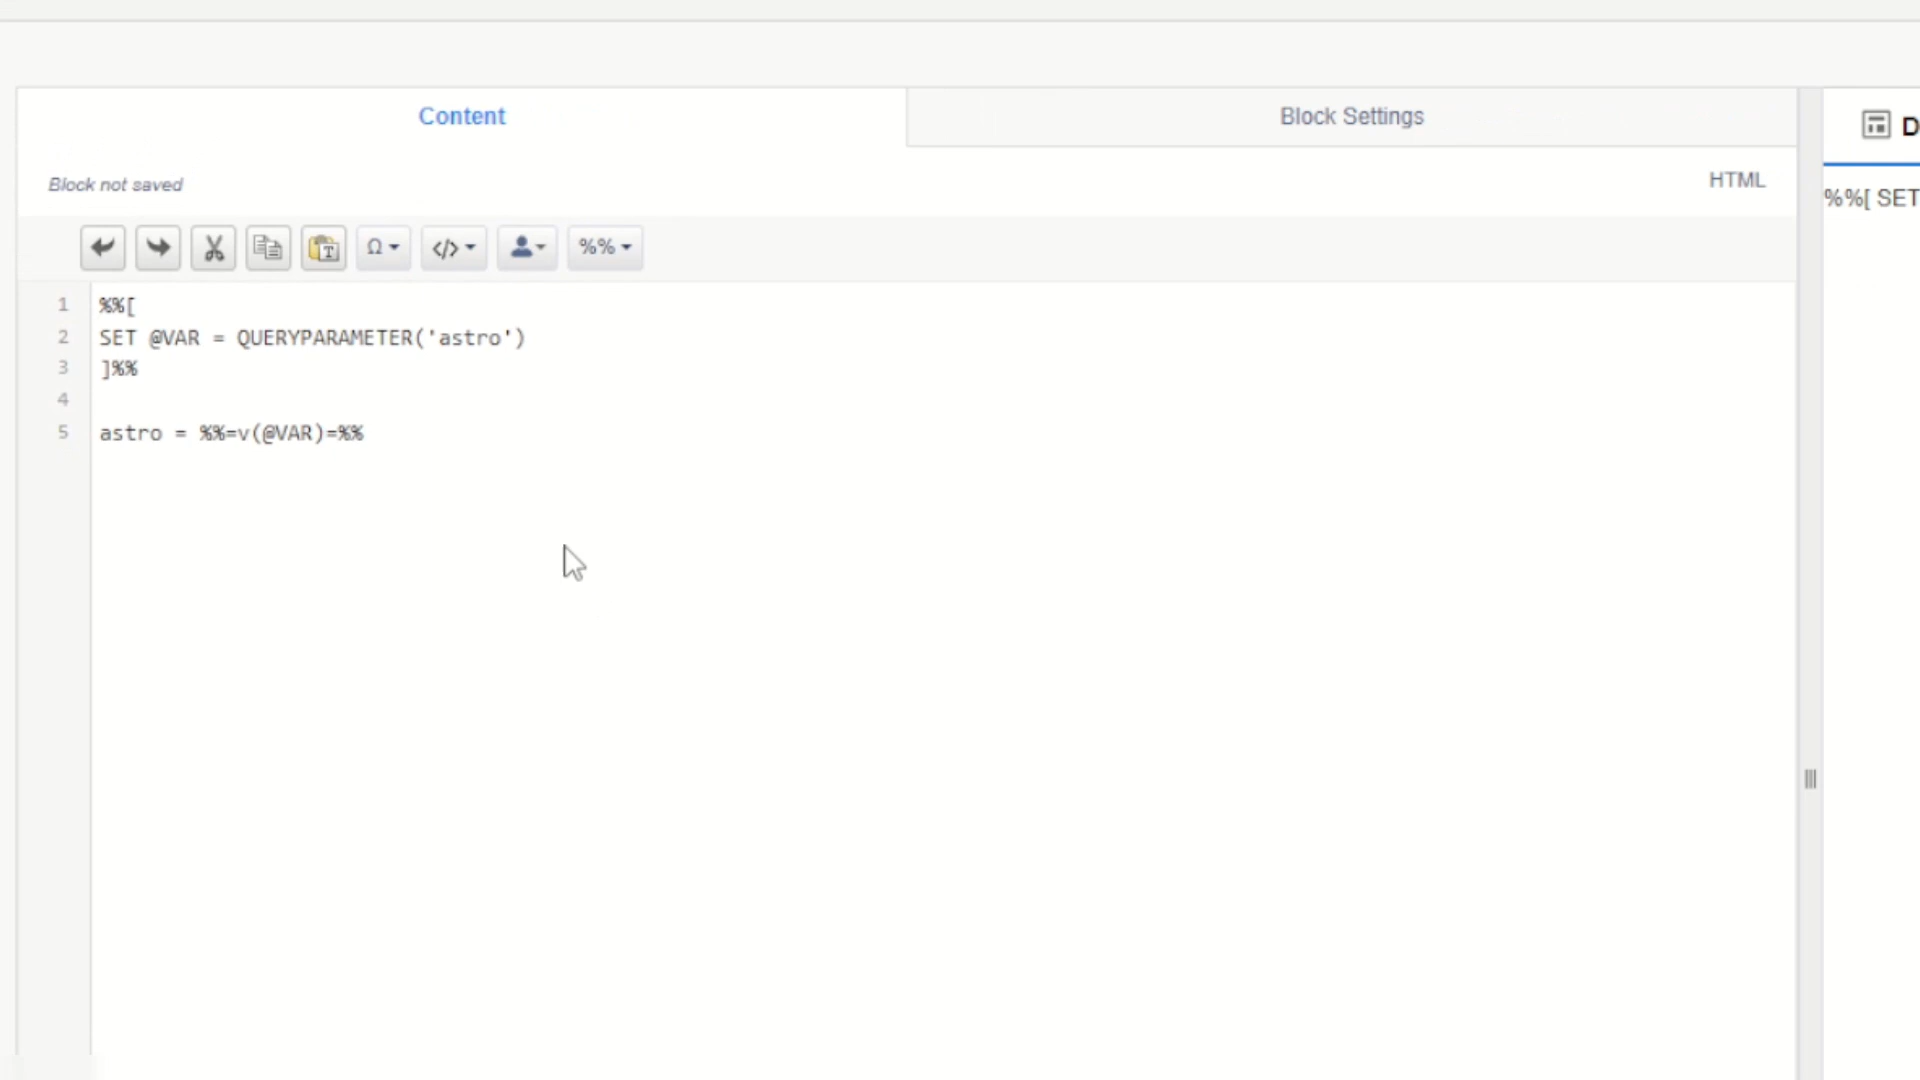 Content
Block Settings
D
Block not saved
HTML
%%[ SET
Ω
</>
%%
1 %%[
2 SET @VAR = QUERYPARAMETER('astro')
3 ]%%
4
5 astro = %%=v(@VAR)=%%